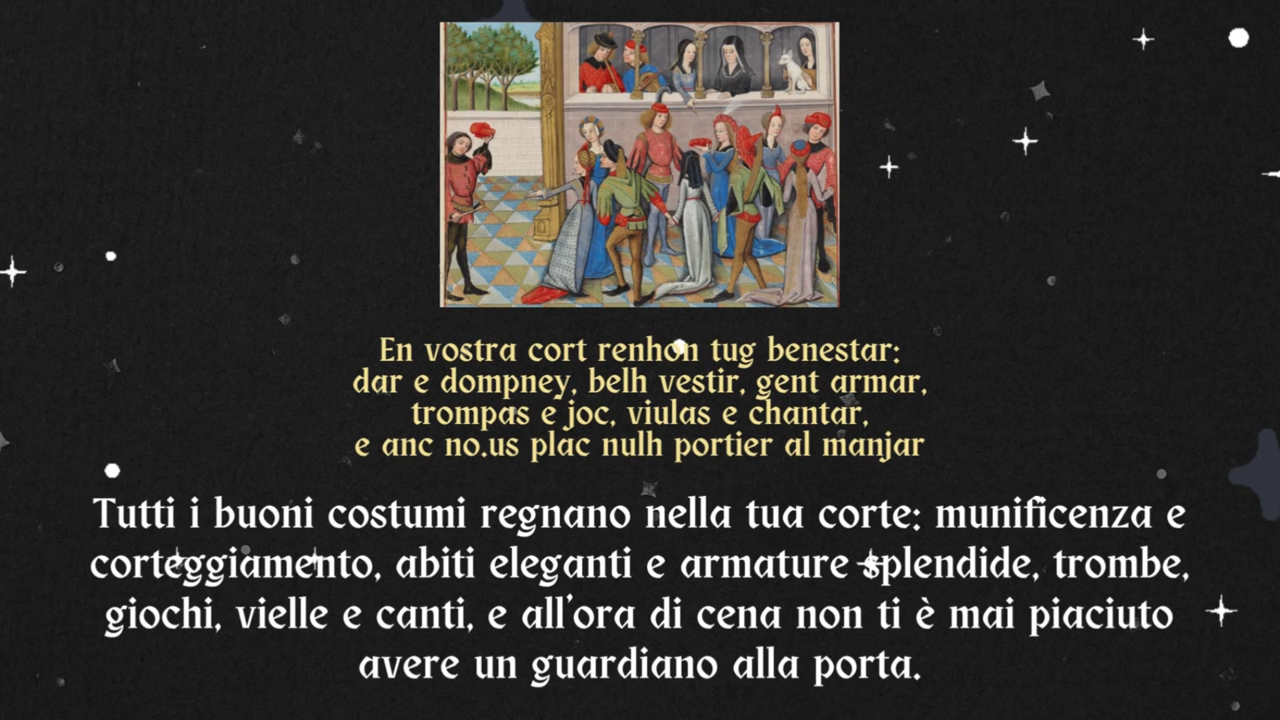 En vostra cort renhon tug benestar:
dar e dompney, belh vestir, gent armar,
trompas e joc, viulas e chantar,
e anc no.us plac nulh portier al manjar
Tutti i buoni costumi regnano nella tua corte: munificenza e
corteggiamento, abiti eleganti e armature splendide, trombe,
giochi, vielle e canti, e all'ora di cena non ti è mai piaciuto
avere un guardiano alla porta.